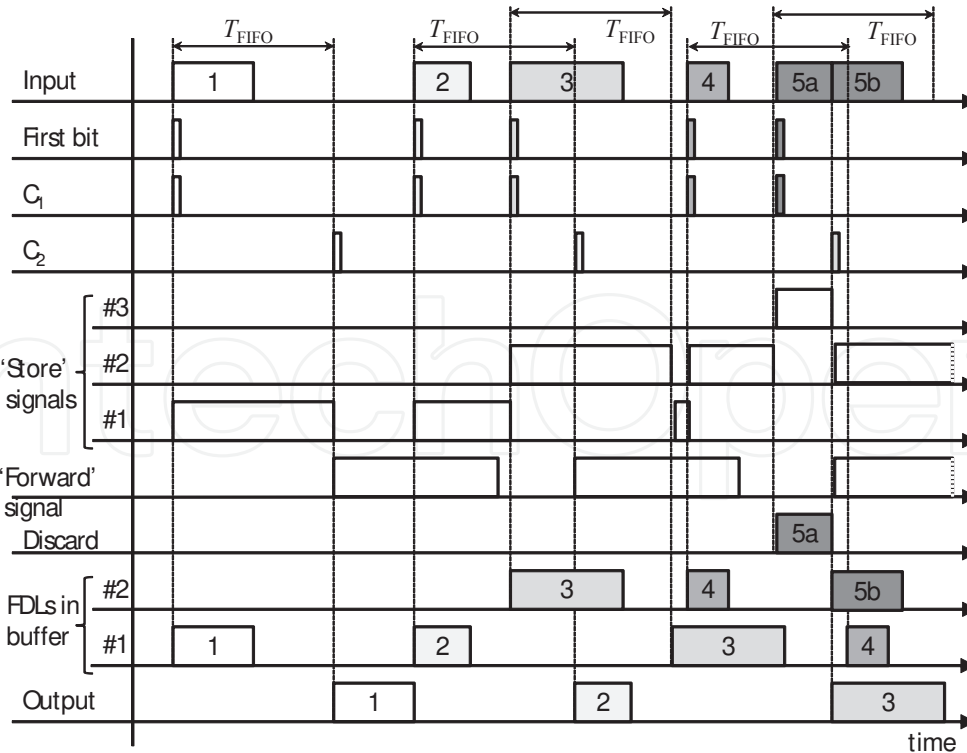 T_FIFO T_FIFO T_FIFO T_FIFO T_FIFO
Input 1 2 3 4 5a 5b
First bit
C₁
C₂
#3
'Store' signals #2
#1
'Forward' signal
Discard 5a
FDLs in buffer #2 3 4 5b
#1 1 2 3 4
Output 1 2 3
time
ntechOpen